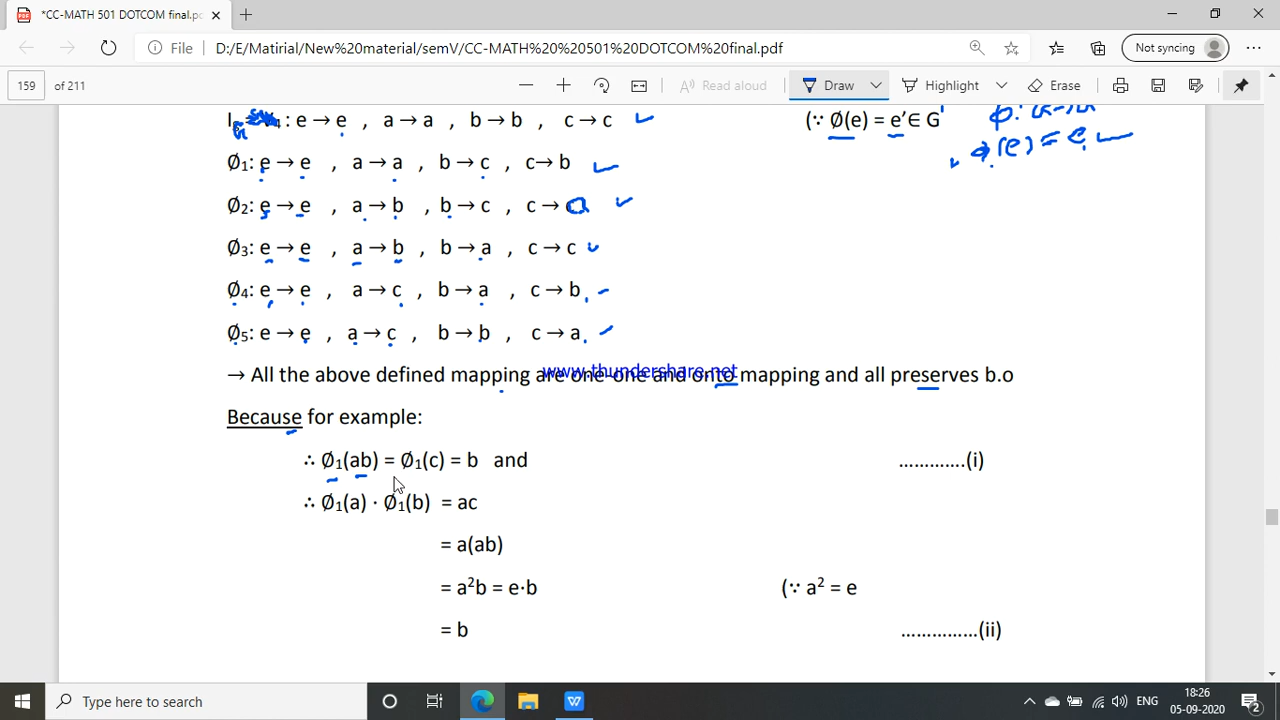 *CC-MATH 501 DOTCOM final.pc
File D:/E/Matirial/New%20material/semV/CC-MATH%20%20501%20DOTCOM%20final.pdf
Not syncing
159 of 211
Read aloud Draw Highlight Erase
: e → e , a → a , b → b , c → c (∵ Ø(e) = e’∈ G'
(e) = e
Ø₁: e → e , a → a , b → c , c→ b
Ø₂: e → e , a → b , b → c , c → a
Ø₃: e → e , a → b , b → a , c → c
Ø₄: e → e , a → c , b → a , c → b
Ø₅: e → e , a → c , b → b , c → a
→ All the above defined mapping are one-one and onto mapping and all preserves b.o
www.thundershare.net
Because for example:
∴ Ø₁(ab) = Ø₁(c) = b and ………….(i)
∴ Ø₁(a) · Ø₁(b) = ac
= a(ab)
= a²b = e·b (∵ a² = e
= b ……………(ii)
Type here to search
ENG
18:26
05-09-2020
2